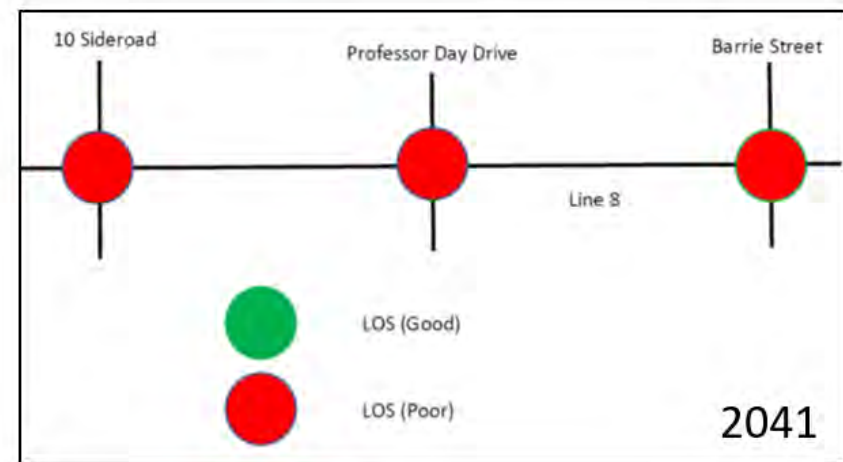 10 Sideroad
Professor Day Drive
Barrie Street
Line 8
LOS (Good)
LOS (Poor)
2041